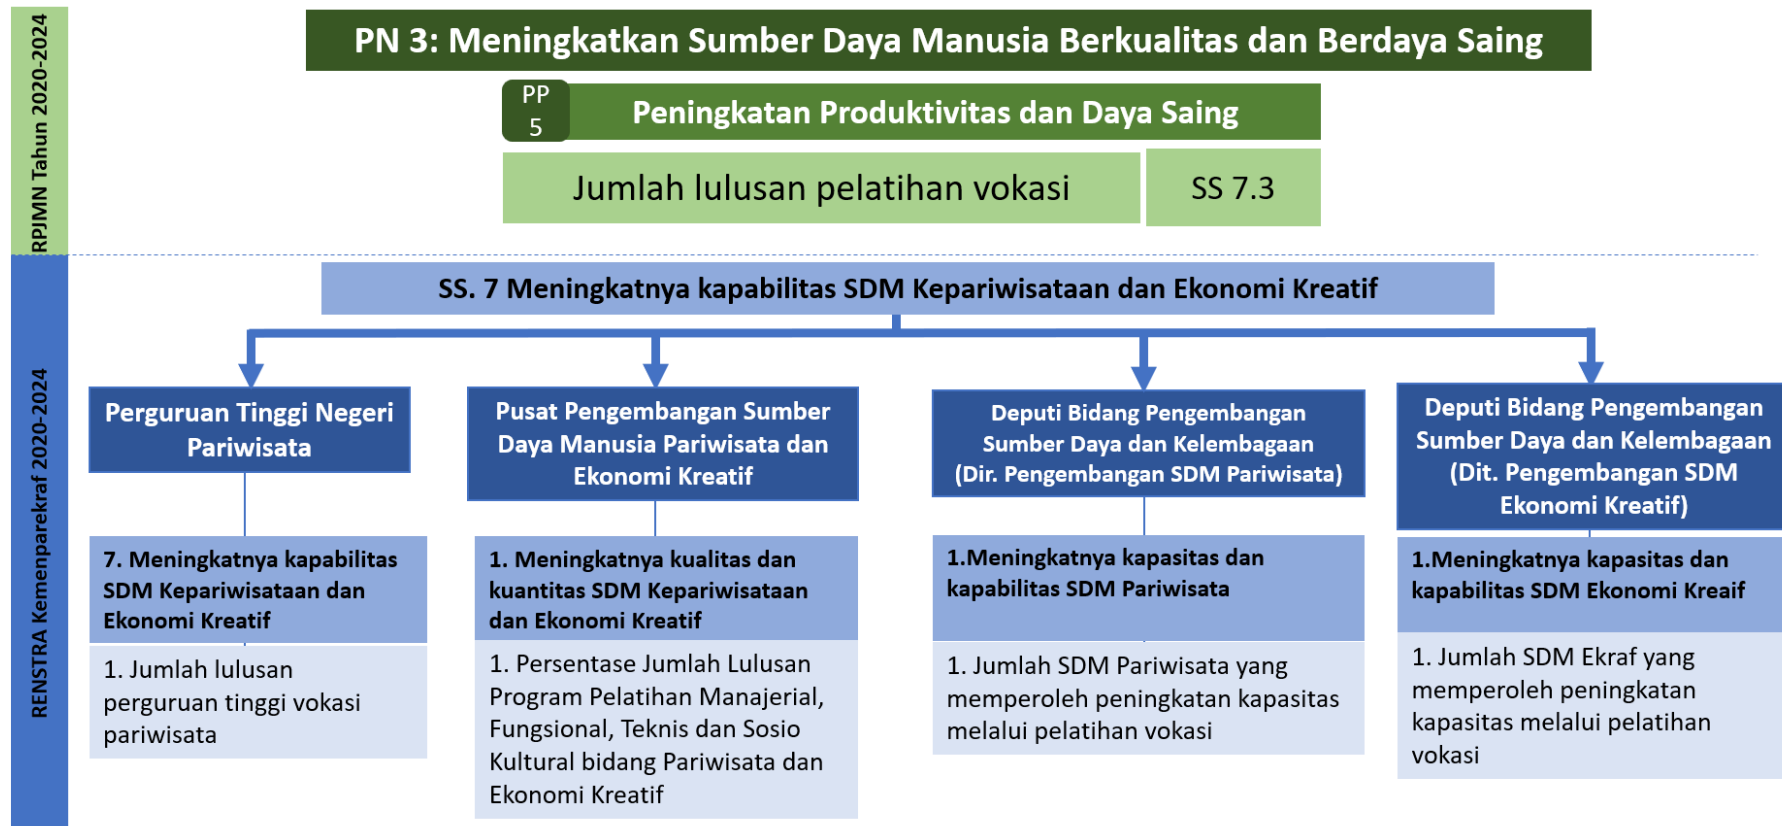 RPJMN Tahun 2020-2024
PN 3: Meningkatkan Sumber Daya Manusia Berkualitas dan Berdaya Saing
PP
5
Peningkatan Produktivitas dan Daya Saing
Jumlah lulusan pelatihan vokasi
SS 7.3
RENSTRA Kemenparekraf 2020-2024
SS. 7 Meningkatnya kapabilitas SDM Kepariwisataan dan Ekonomi Kreatif
Perguruan Tinggi Negeri
Pariwisata
7. Meningkatnya kapabilitas
SDM Kepariwisataan dan
Ekonomi Kreatif
1. Jumlah lulusan
perguruan tinggi vokasi
pariwisata
Pusat Pengembangan Sumber
Daya Manusia Pariwisata dan
Ekonomi Kreatif
1. Meningkatnya kualitas dan
kuantitas SDM Kepariwisataan
dan Ekonomi Kreatif
1. Persentase Jumlah Lulusan
Program Pelatihan Manajerial,
Fungsional, Teknis dan Sosio
Kultural bidang Pariwisata dan
Ekonomi Kreatif
Deputi Bidang Pengembangan
Sumber Daya dan Kelembagaan
(Dir. Pengembangan SDM Pariwisata)
1.Meningkatnya kapasitas dan
kapabilitas SDM Pariwisata
1. Jumlah SDM Pariwisata yang
memperoleh peningkatan kapasitas
melalui pelatihan vokasi
Deputi Bidang Pengembangan
Sumber Daya dan Kelembagaan
(Dit. Pengembangan SDM
Ekonomi Kreatif)
1.Meningkatnya kapasitas dan
kapabilitas SDM Ekonomi Kreaif
1. Jumlah SDM Ekraf yang
memperoleh peningkatan
kapasitas melalui pelatihan
vokasi